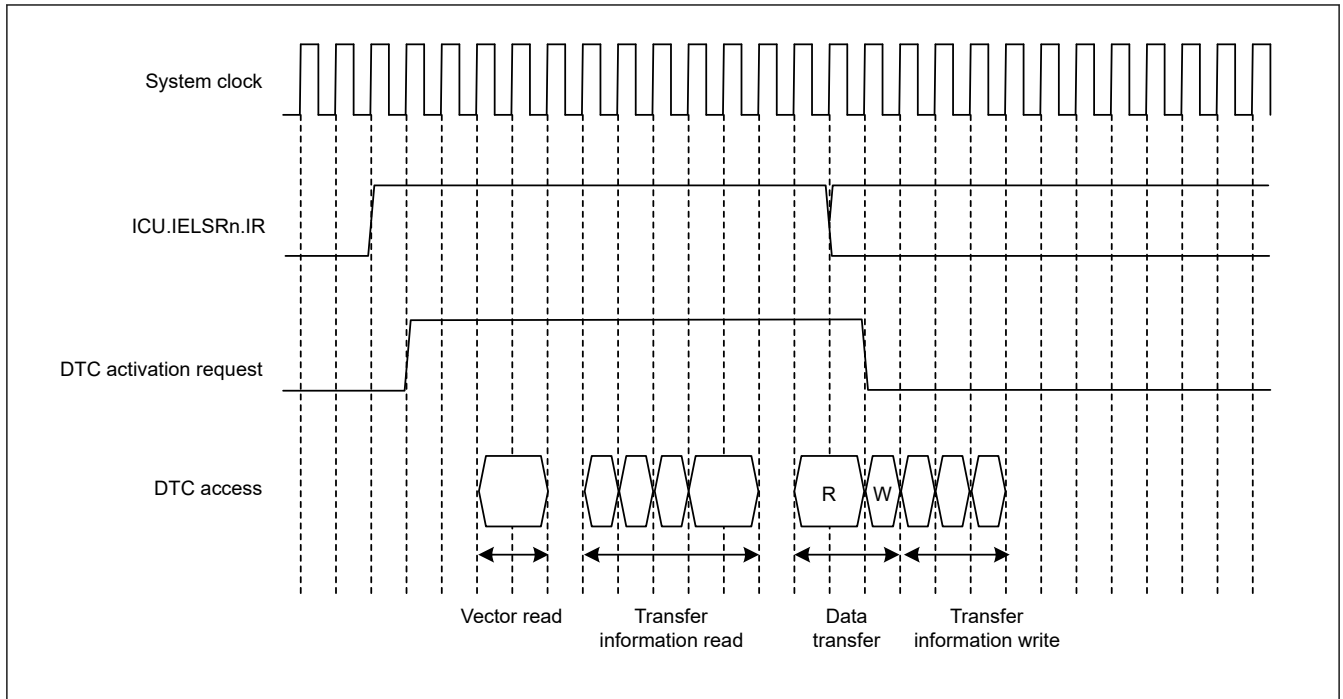 System clock
ICU.IELSRn.IR
DTC activation request
DTC access
R
W
Vector read
Transfer
information read
Data
transfer
Transfer
information write